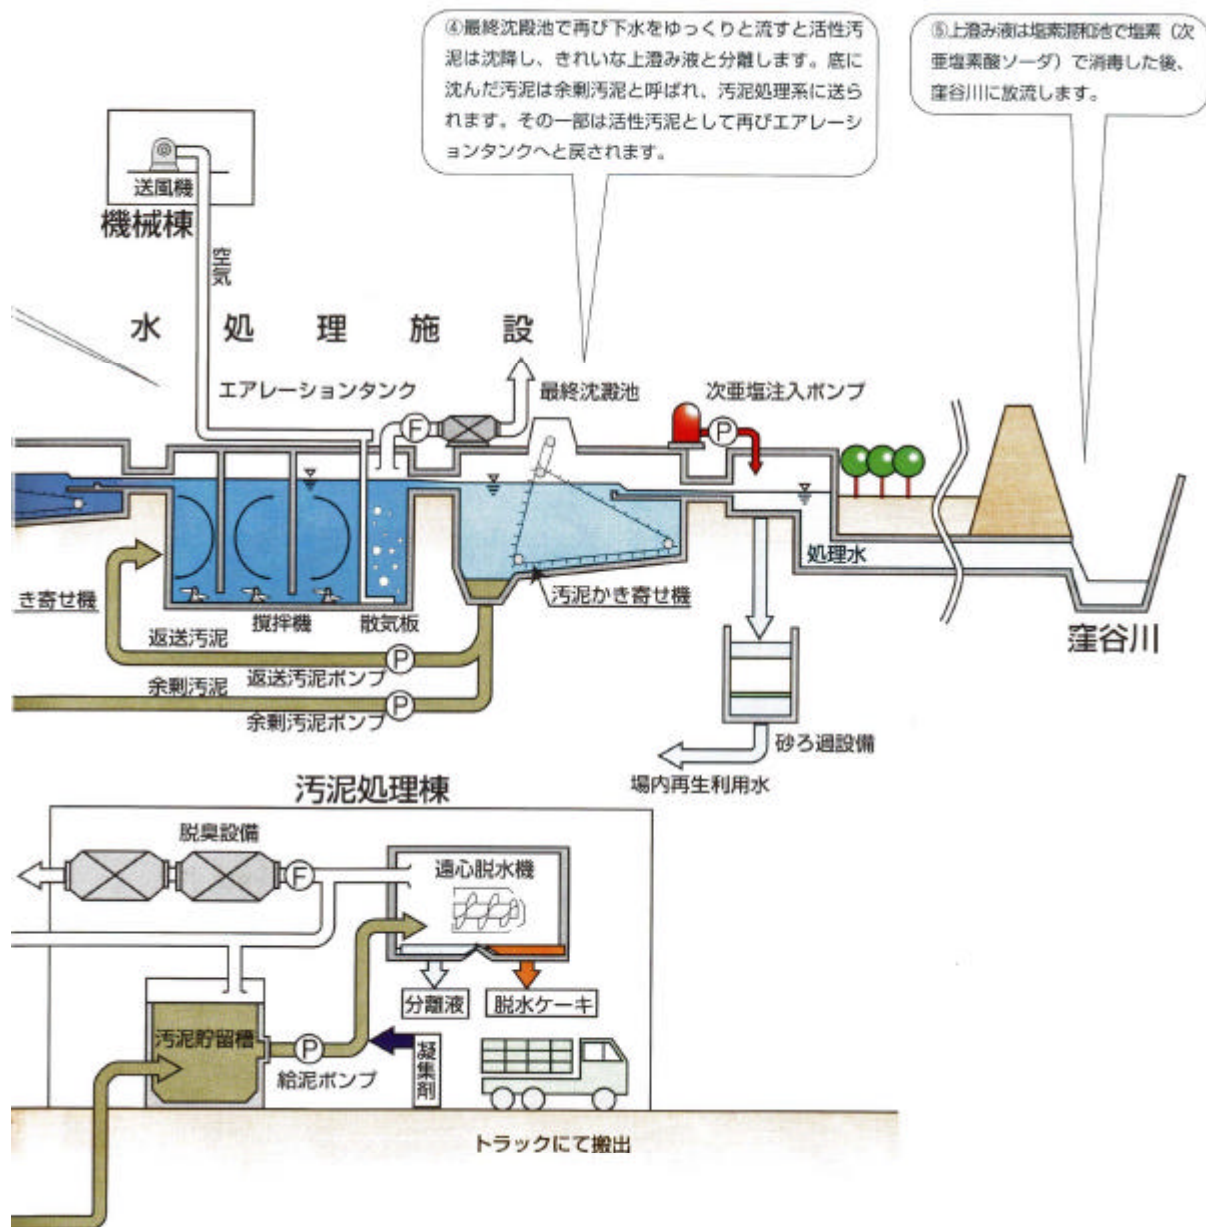 ④最終沈殿池で再び下水をゆっくりと流すと活性汚
泥は沈降し、きれいな上澄み液と分離します。底に
沈んだ汚泥は余剰汚泥と呼ばれ、汚泥処理系に送ら
れます。その一部は活性汚泥として再びエアレーシ
ョンタンクへと戻されます。
⑤上澄み液は塩素混和池で塩素（次
亜塩素酸ソーダ）で消毒した後、
窪谷川に放流します。
送風機
機械棟
空気
水処理施設
エアレーションタンク
F
最終沈澱池
次亜塩注入ポンプ
P
処理水
き寄せ機
撹拌機
散気板
汚泥かき寄せ機
窪谷川
返送汚泥
返送汚泥ポンプ
P
余剰汚泥
余剰汚泥ポンプ
P
砂ろ過設備
場内再生利用水
汚泥処理棟
脱臭設備
F
遠心脱水機
分離液
脱水ケーキ
汚泥貯留槽
P
給泥ポンプ
凝集剤
トラックにて搬出